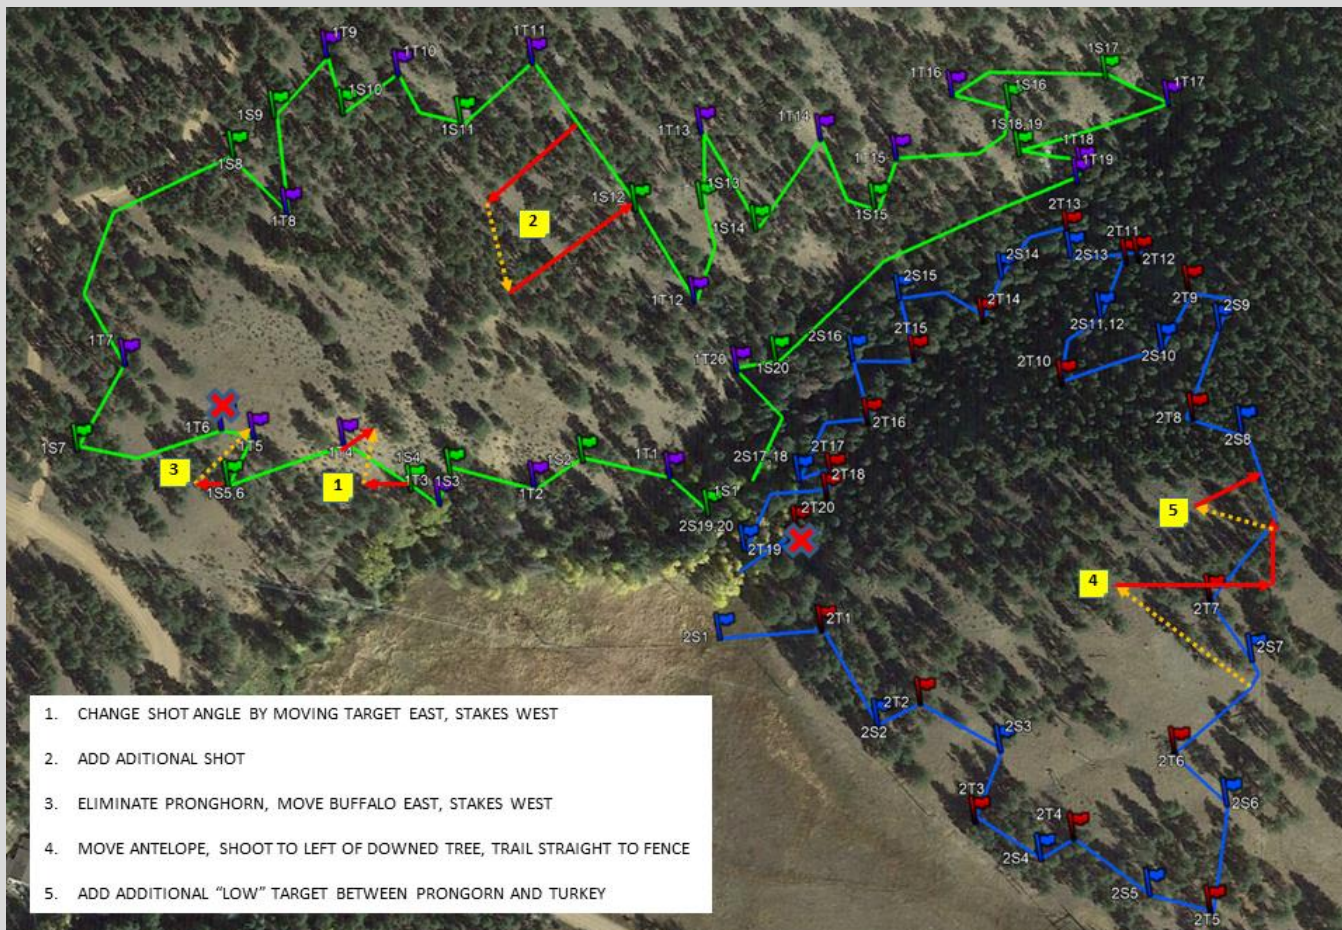 1T9
1T10
1T11
1S17
1T16
1S16
1T17
1S9
1S10
1S11
1T13
1T14
1S18,19
1T18
1S8
1T15
1T19
1T8
1S12
1S13
1S14
1S15
2
2T13
2T11
2S14
2S13
2T12
1T12
2S15
2T9
2S9
2T14
2S11,12
1T7
2S16
2T15
2S10
1T20
1S20
2T10
1T6
2T16
2T8
2S8
1S7
1T5
1T4
1S4
1S2
1T1
2S17,18
2T17
3
1
1S5,6
1T3
1S3
1T2
2T18
1S1
2T20
5
2S19,20
2T19
4
2T7
2S1
2T1
2S7
2T2
2S2
2S3
2T6
2T3
2T4
2S6
2S4
2S5
2T5
1. CHANGE SHOT ANGLE BY MOVING TARGET EAST, STAKES WEST
2. ADD ADITIONAL SHOT
3. ELIMINATE PRONGHORN, MOVE BUFFALO EAST, STAKES WEST
4. MOVE ANTELOPE, SHOOT TO LEFT OF DOWNED TREE, TRAIL STRAIGHT TO FENCE
5. ADD ADDITIONAL “LOW” TARGET BETWEEN PRONGORN AND TURKEY